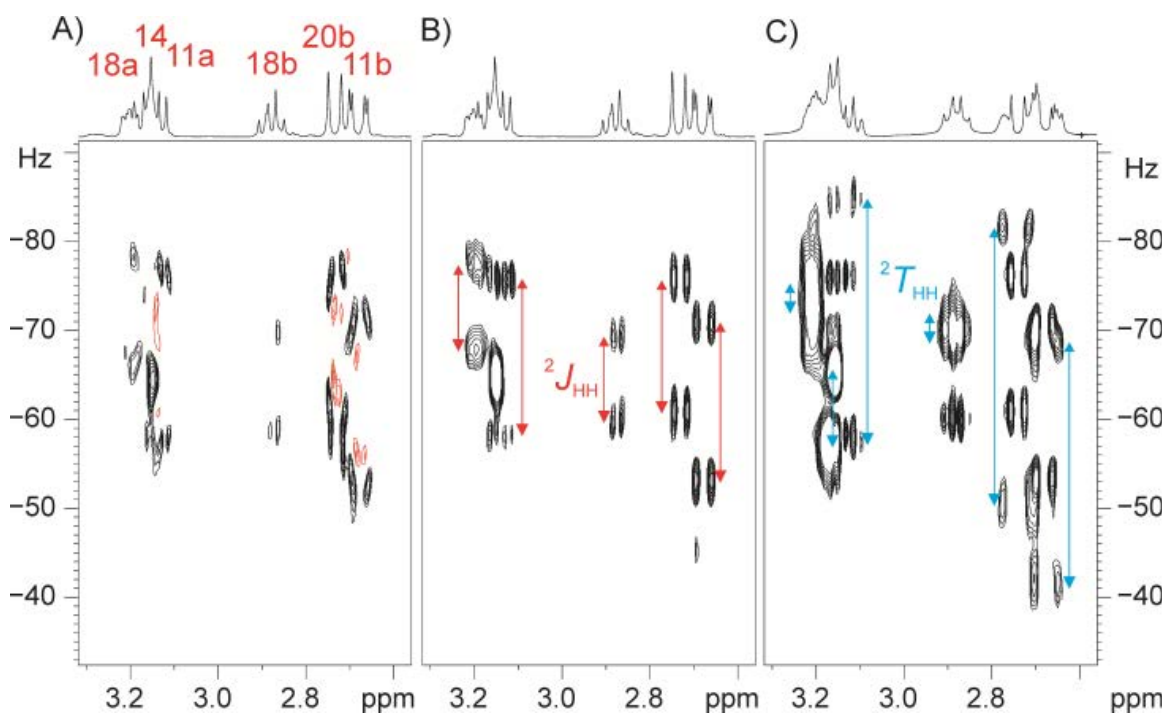 A) B) C)
14 20b
18a 11a 18b 11b
Hz Hz
−80 −80
−70 −70
−60 −60
−50 −50
−40 −40
²J_HH
²T_HH
3.2 3.0 2.8 ppm 3.2 3.0 2.8 ppm 3.2 3.0 2.8 ppm